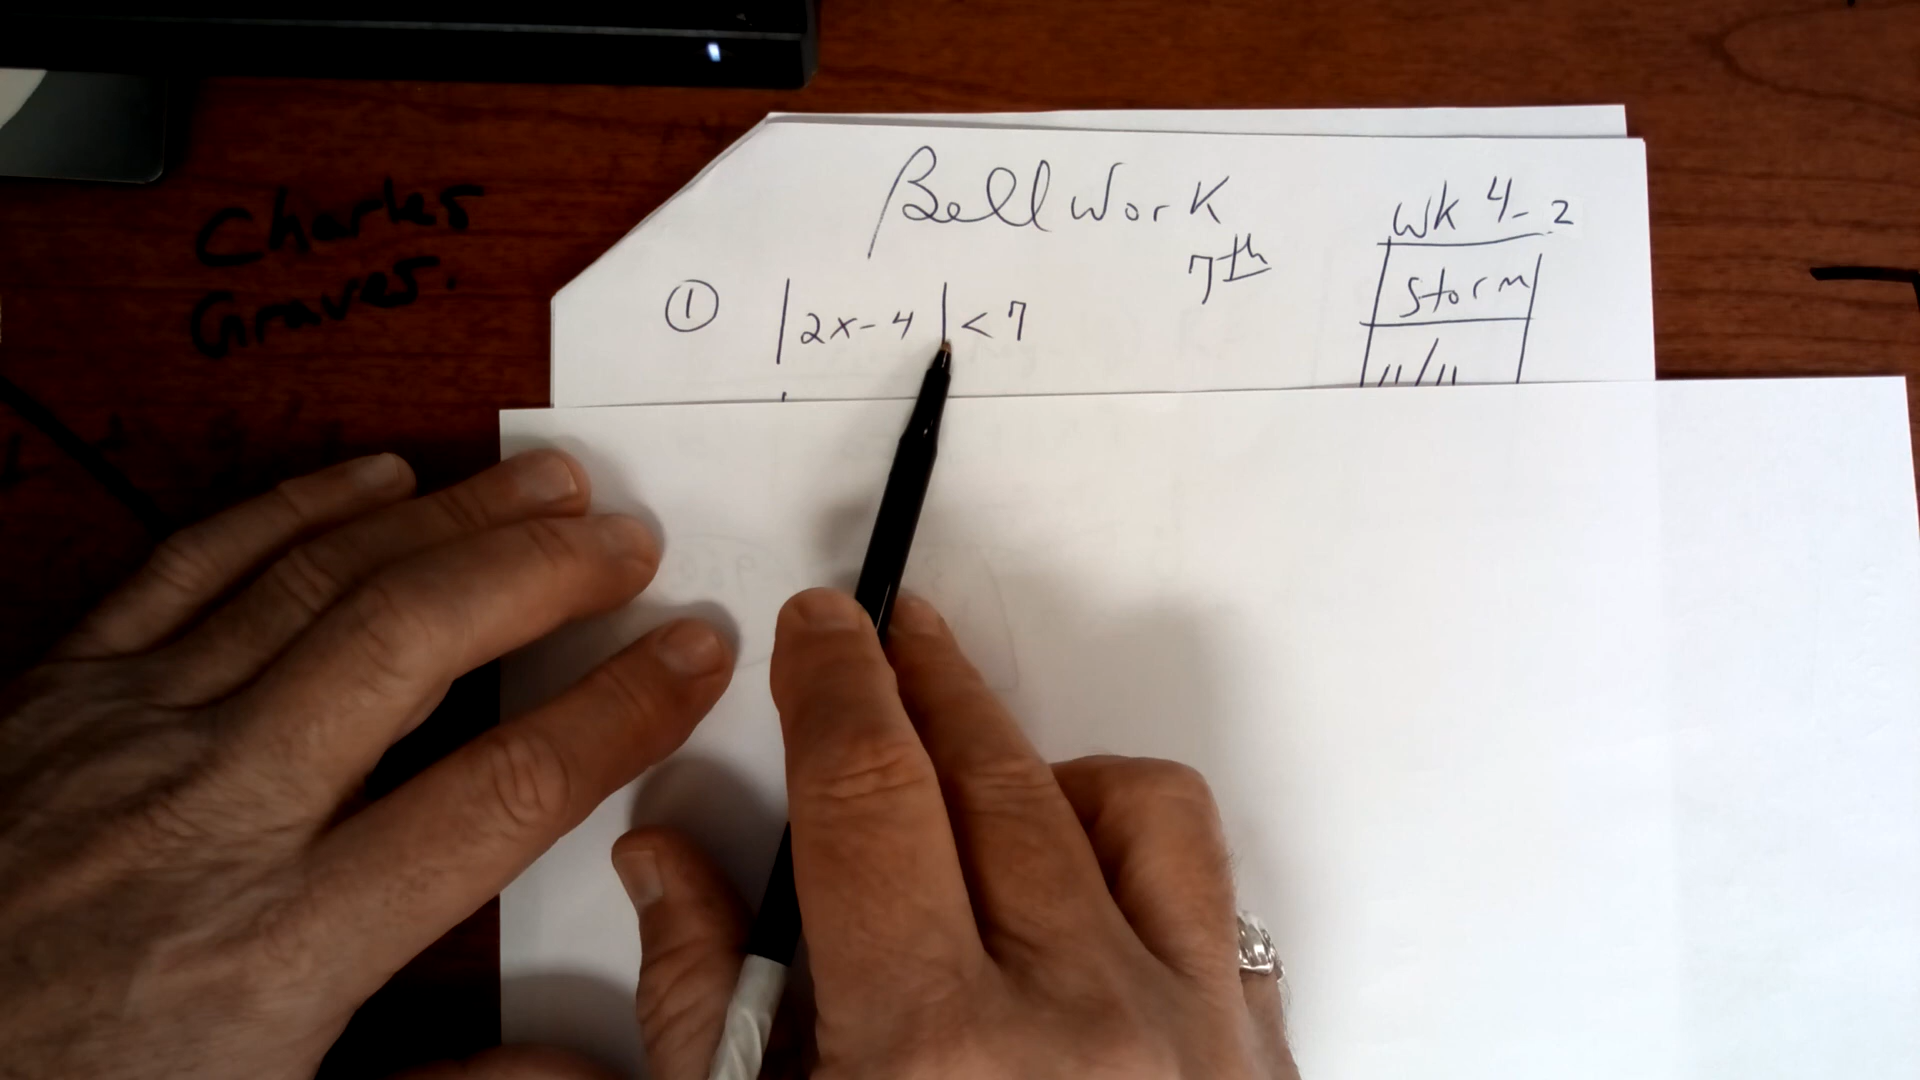 Bell Work
7th
Wk 4-2
Storm
Charles
Graves.
① |2x-4|<7